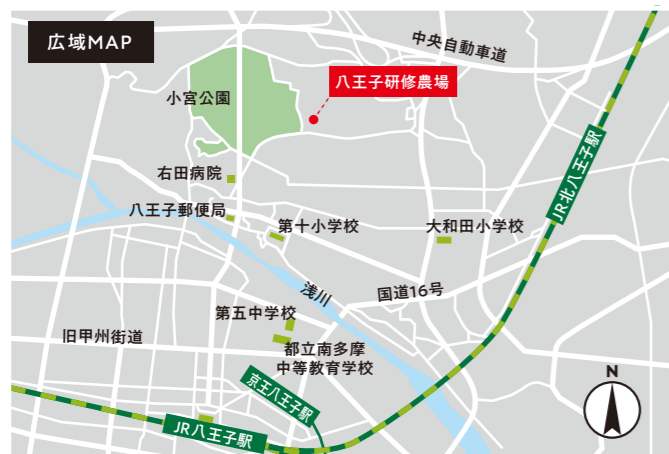 広域MAP
中央自動車道
八王子研修農場
小宮公園
JR北八王子駅
右田病院
八王子郵便局
第十小学校
大和田小学校
浅川
国道16号
第五中学校
旧甲州街道
都立南多摩
中等教育学校
京王八王子駅
JR八王子駅
N